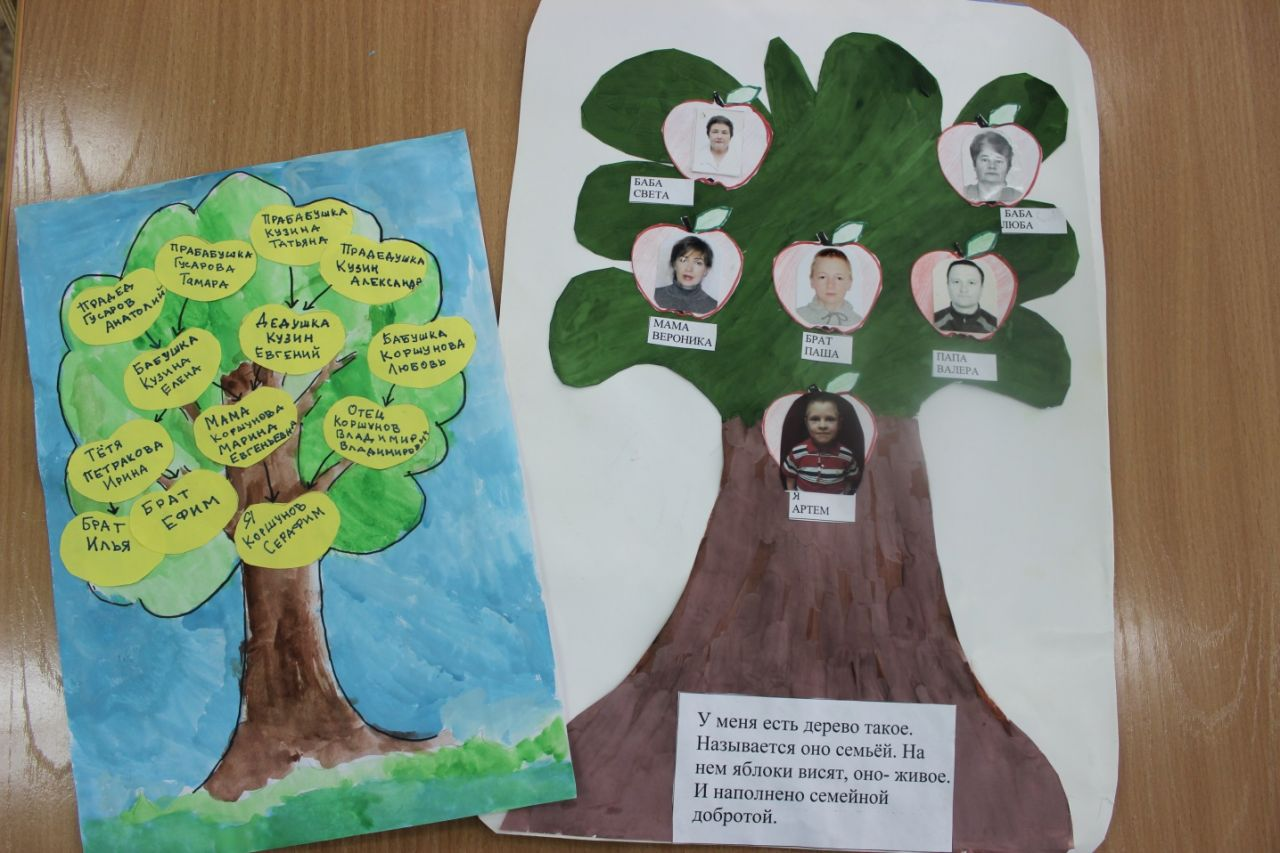 ПРАБАБУШКА
КУЗИНА
ТАТЬЯНА
ПРАБАБУШКА
ГУСАРОВА
ТАМАРА
ПРАДЕДУШКА
КУЗИН
АЛЕКСАНДР
ПРАДЕД
ГУСАРОВ
АНАТОЛИЙ
БАБУШКА
КУЗИНА
ЕЛЕНА
ДЕДУШКА
КУЗИН
ЕВГЕНИЙ
БАБУШКА
КОРШУНОВА
ЛЮБОВЬ
ТЁТЯ
ПЕТРАКОВА
ИРИНА
МАМА
КОРШУНОВА
МАРИНА
ЕВГЕНЬЕВНА
ОТЕЦ
КОРШУНОВ
ВЛАДИМИР
ВЛАДИМИРОВИЧ
БРАТ
ИЛЬЯ
БРАТ
ЕФИМ
Я
КОРШУНОВ
СЕРАФИМ
БАБА
СВЕТА
БАБА
ЛЮБА
МАМА
ВЕРОНИКА
БРАТ
ПАША
ПАПА
ВАЛЕРА
Я
АРТЕМ
У меня есть дерево такое.
Называется оно семьёй. На
нем яблоки висят, оно- живое.
И наполнено семейной
добротой.